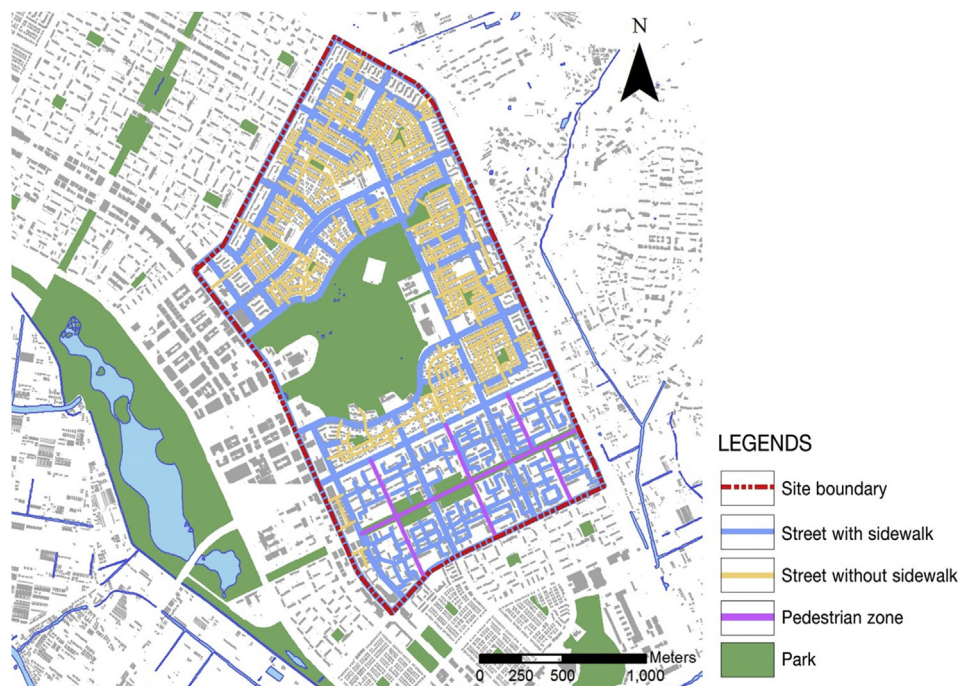 N
LEGENDS
Site boundary
Street with sidewalk
Street without sidewalk
Pedestrian zone
Park
Meters
0 250 500 1,000